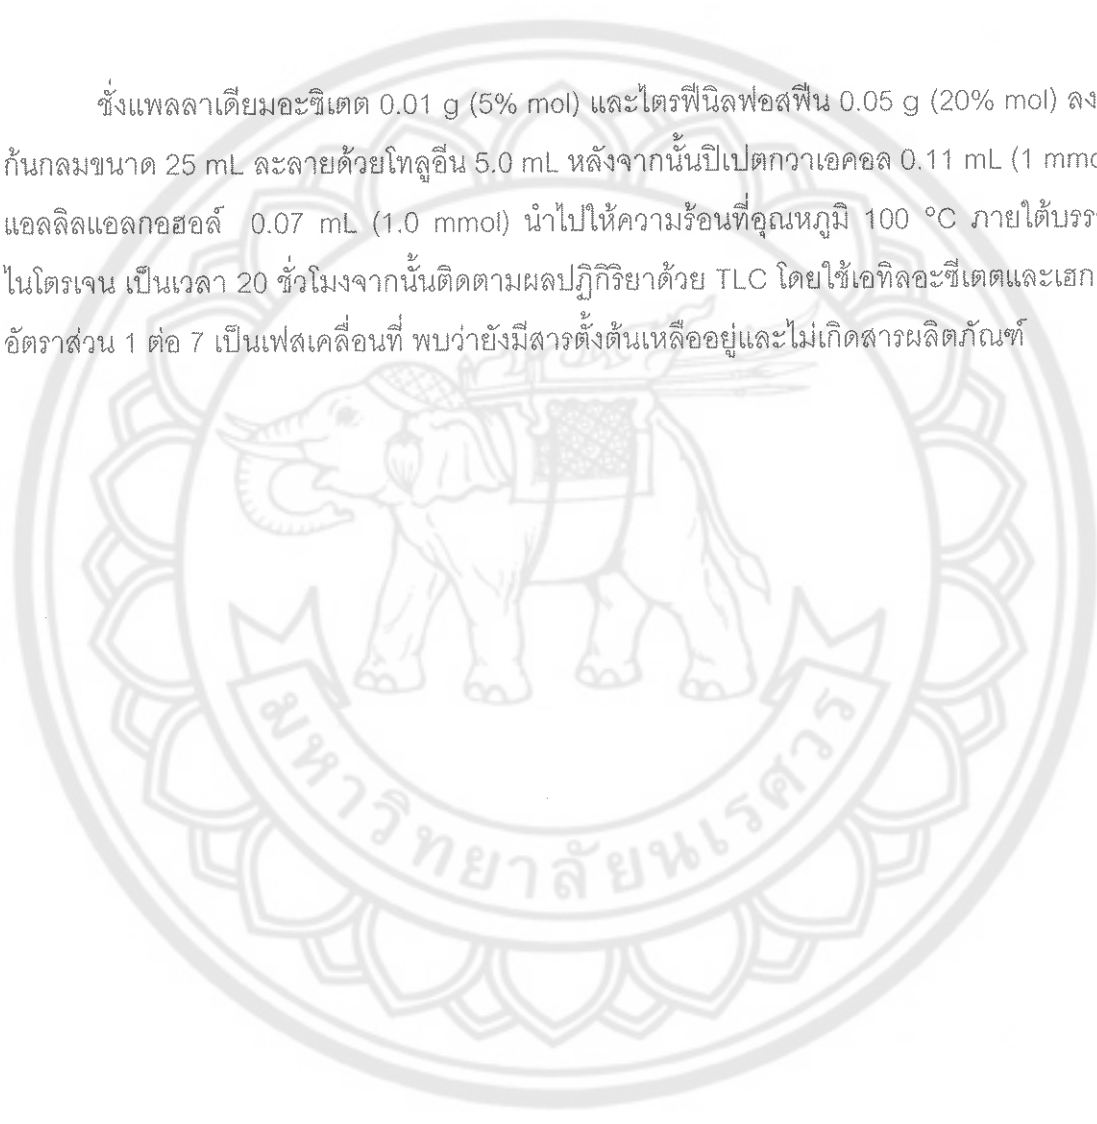 ชั่งแพลลาเดียมอะซิเตต 0.01 g (5% mol) และไตรฟีนิลฟอสฟีน 0.05 g (20% mol) ลง
ก้นกลมขนาด 25 mL ละลายด้วยโทลูอีน 5.0 mL หลังจากนั้นปิเปตกวาเอคอล 0.11 mL (1 mmo
แอลลิลแอลกอฮอล์ 0.07 mL (1.0 mmol) นำไปให้ความร้อนที่อุณหภูมิ 100 °C ภายใต้บรร
ไนโตรเจน เป็นเวลา 20 ชั่วโมงจากนั้นติดตามผลปฏิกิริยาด้วย TLC โดยใช้เอทิลอะซีเตตและเฮก
อัตราส่วน 1 ต่อ 7 เป็นเฟสเคลื่อนที่ พบว่ายังมีสารตั้งต้นเหลืออยู่และไม่เกิดสารผลิตภัณฑ์
มหาวิทยาลัยนเรศวร